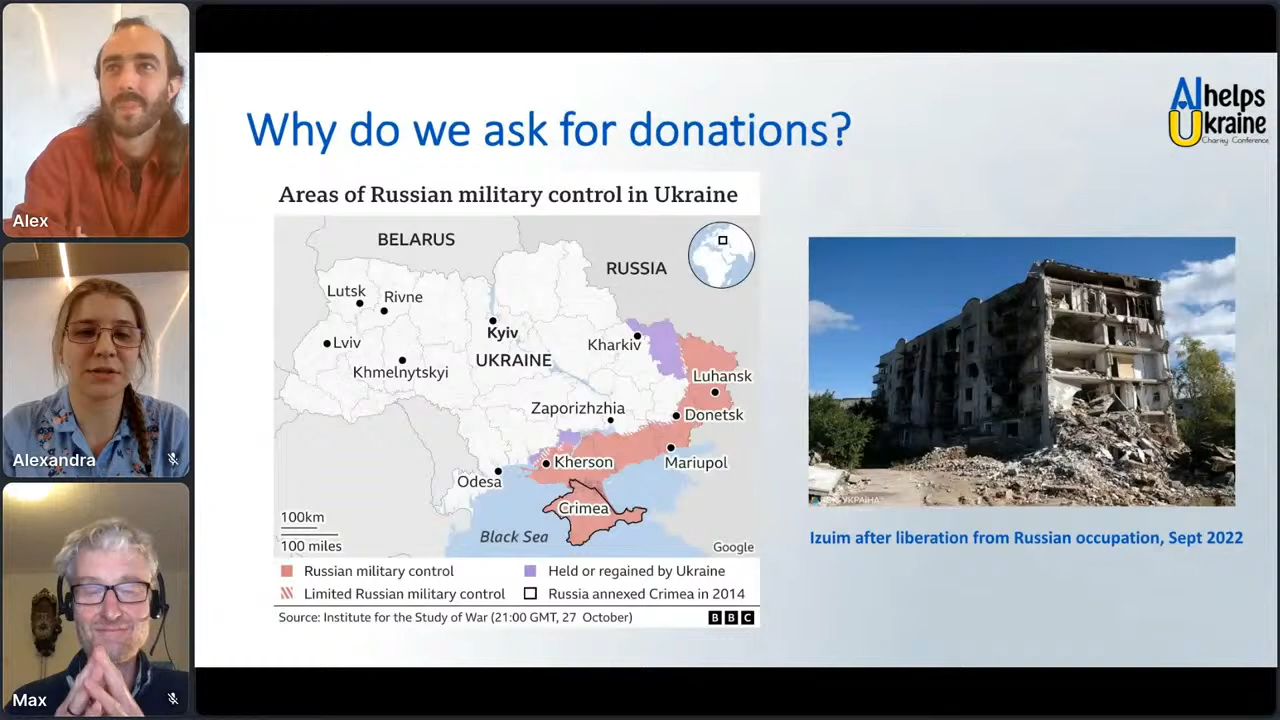 Alex
Alexandra
Max
Why do we ask for donations?
AI helps
Ukraine
Charity Conference
Areas of Russian military control in Ukraine
BELARUS
RUSSIA
Lutsk
Rivne
Kyiv
Lviv
Kharkiv
UKRAINE
Khmelnytskyi
Luhansk
Zaporizhzhia
Donetsk
Kherson
Mariupol
Odesa
Crimea
100km
100 miles
Black Sea
Google
Russian military control
Held or regained by Ukraine
Limited Russian military control
Russia annexed Crimea in 2014
Source: Institute for the Study of War (21:00 GMT, 27 October)
BBC
Izuim after liberation from Russian occupation, Sept 2022